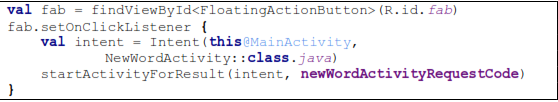 val fab = findViewById<FloatingActionButton>(R.id.fab)
fab.setOnClickListener {
    val intent = Intent(this@MainActivity,
            NewWordActivity::class.java)
    startActivityForResult(intent, newWordActivityRequestCode)
}